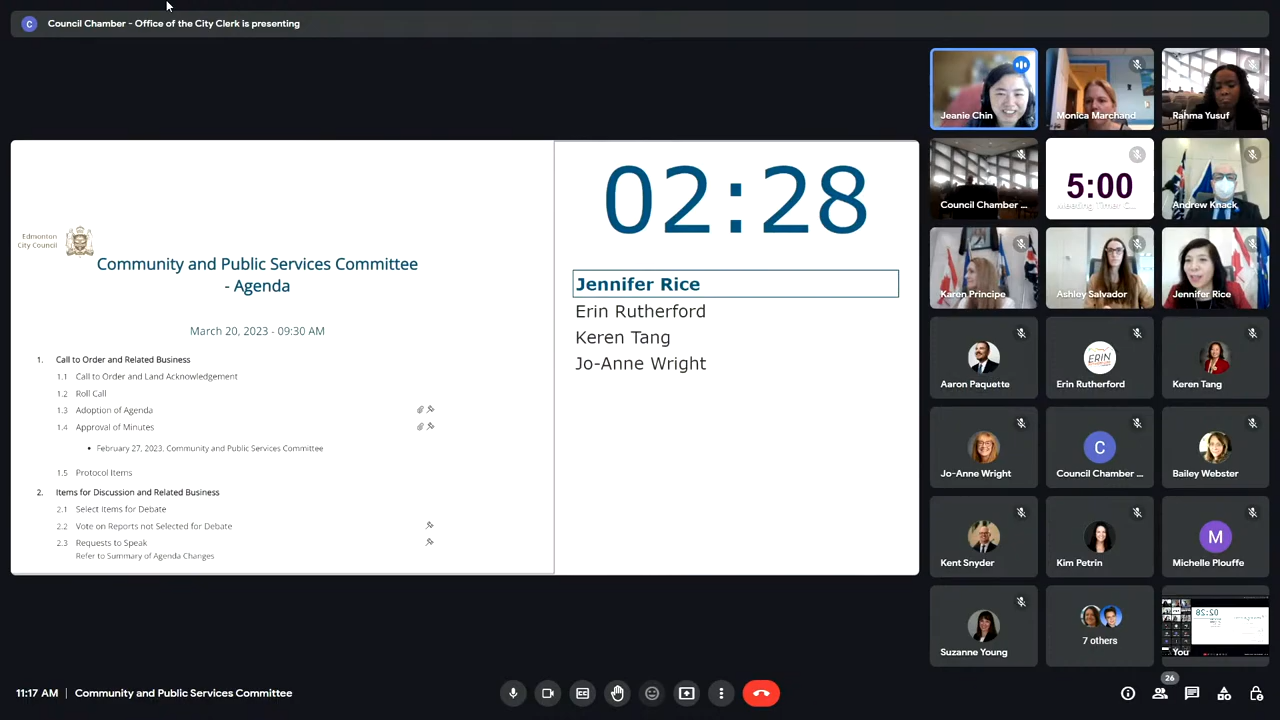 C Council Chamber - Office of the City Clerk is presenting
Edmonton
City Council
Community and Public Services Committee
- Agenda
March 20, 2023 - 09:30 AM
1. Call to Order and Related Business
1.1 Call to Order and Land Acknowledgement
1.2 Roll Call
1.3 Adoption of Agenda
1.4 Approval of Minutes
• February 27, 2023, Community and Public Services Committee
1.5 Protocol Items
2. Items for Discussion and Related Business
2.1 Select Items for Debate
2.2 Vote on Reports not Selected for Debate
2.3 Requests to Speak
Refer to Summary of Agenda Changes
02:28
Jennifer Rice
Erin Rutherford
Keren Tang
Jo-Anne Wright
Jeanie Chin
Monica Marchand
Rahma Yusuf
Council Chamber ...
5:00
Meeting Timer C...
Andrew Knack
Karen Principe
Ashley Salvador
Jennifer Rice
Aaron Paquette
ERIN
Erin Rutherford
Keren Tang
Jo-Anne Wright
C
Council Chamber ...
Bailey Webster
Kent Snyder
Kim Petrin
M
Michelle Plouffe
Suzanne Young
7 others
02:28
You
11:17 AM | Community and Public Services Committee
26